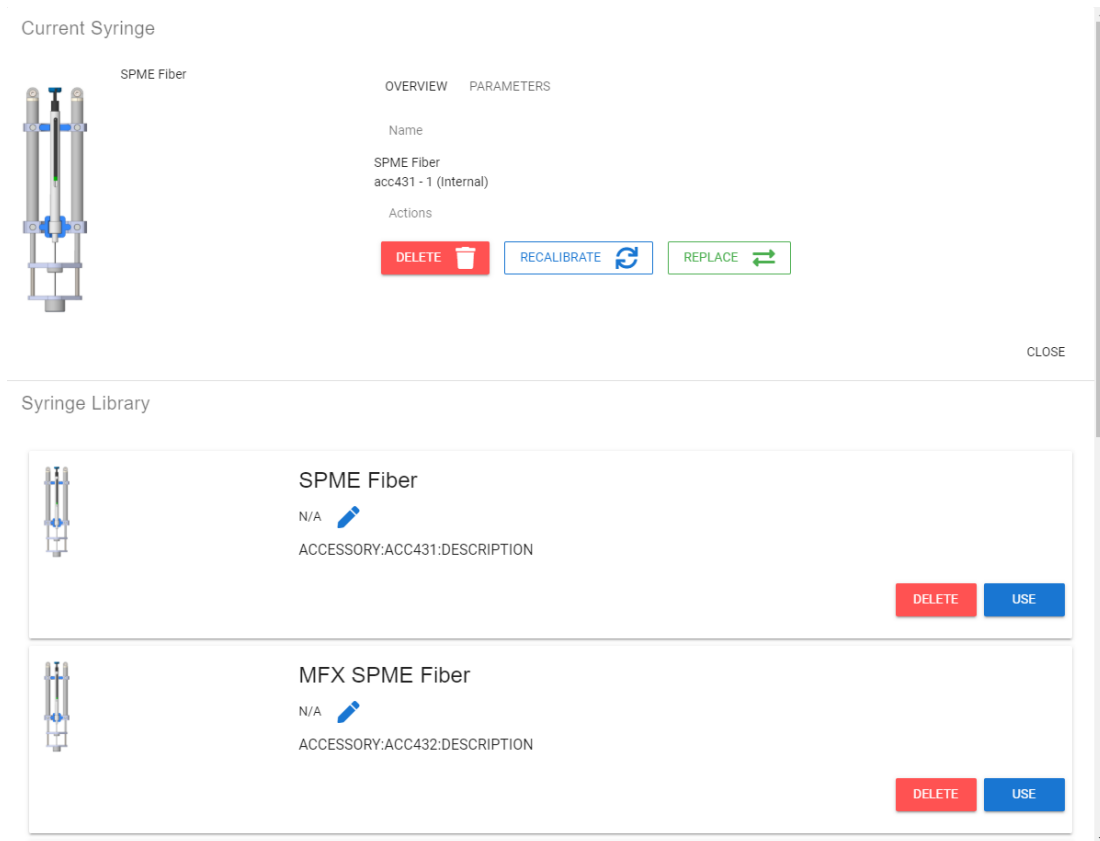 Current Syringe
SPME Fiber
OVERVIEW PARAMETERS
Name
SPME Fiber
acc431 - 1 (Internal)
Actions
DELETE RECALIBRATE REPLACE
CLOSE
Syringe Library
SPME Fiber
N/A
ACCESSORY:ACC431:DESCRIPTION
DELETE USE
MFX SPME Fiber
N/A
ACCESSORY:ACC432:DESCRIPTION
DELETE USE